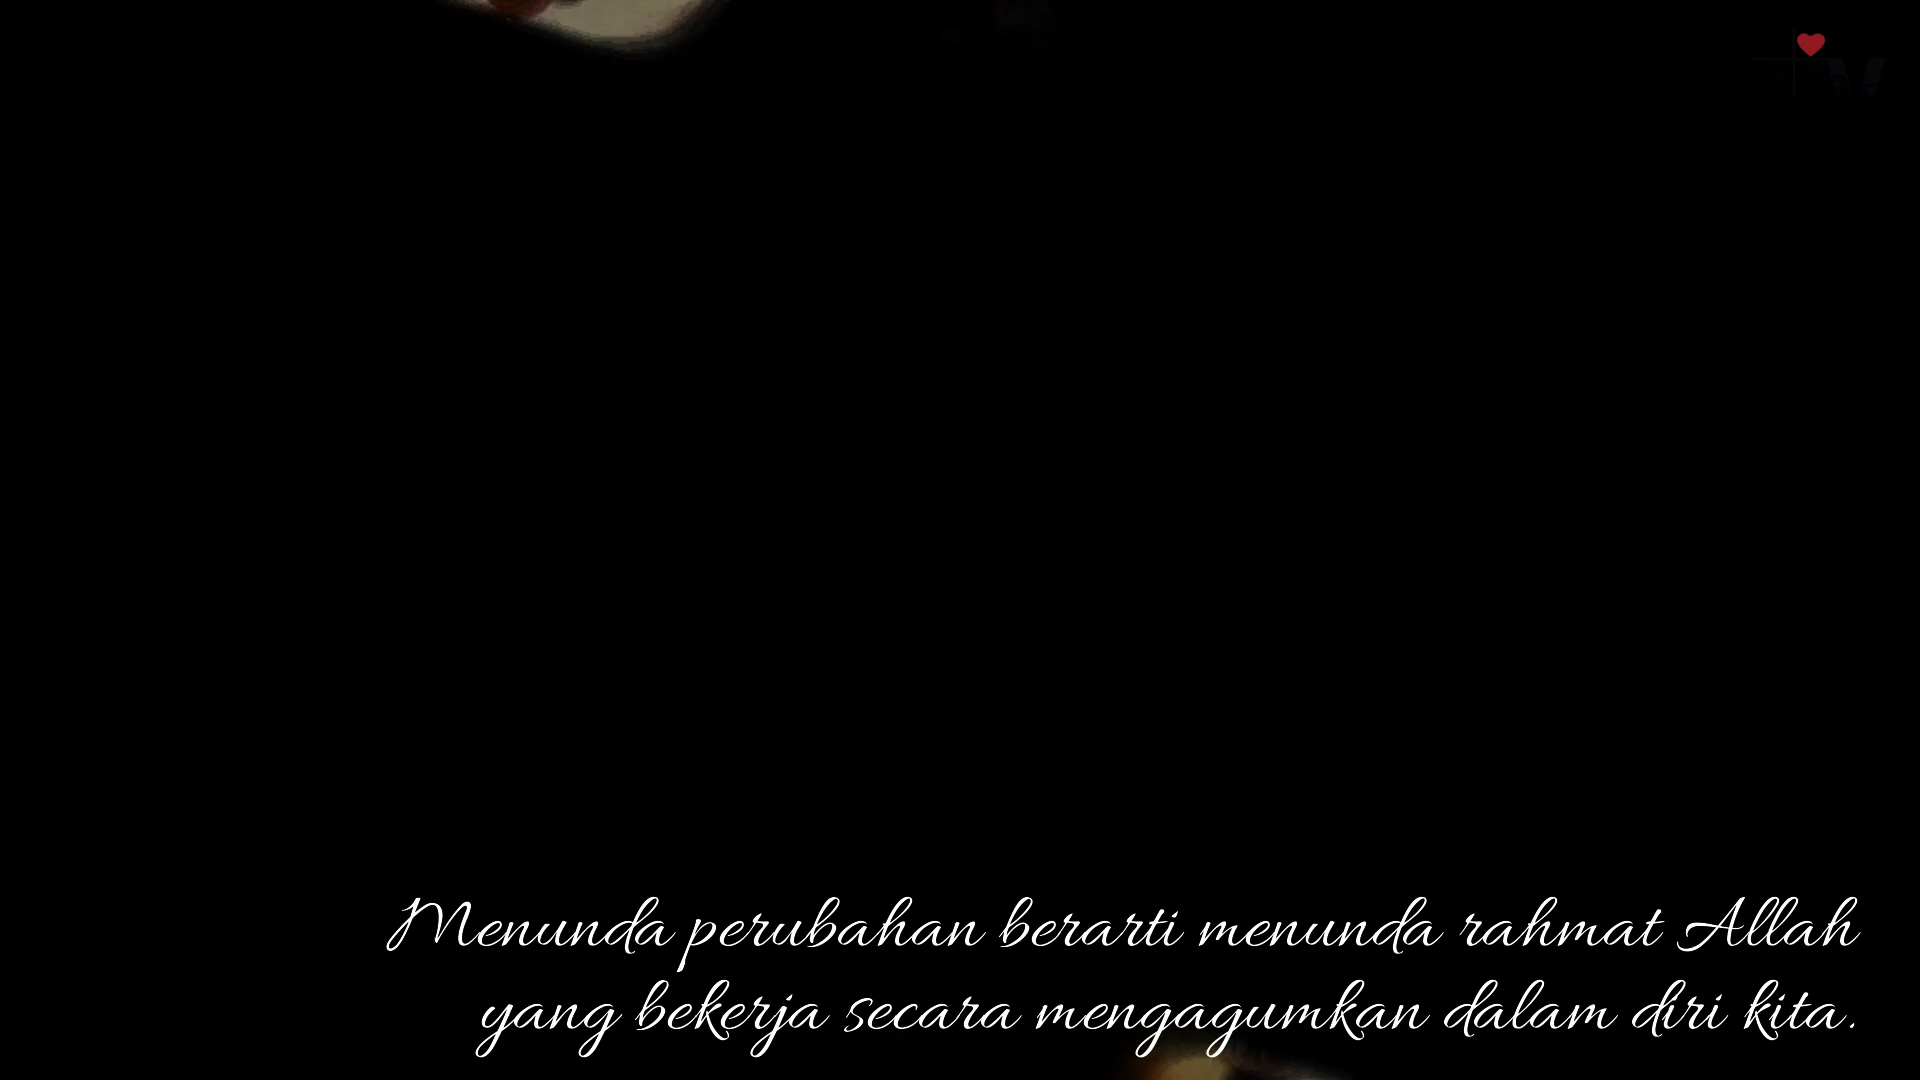 Menunda perubahan berarti menunda rahmat Allah
yang bekerja secara mengagumkan dalam diri kita.